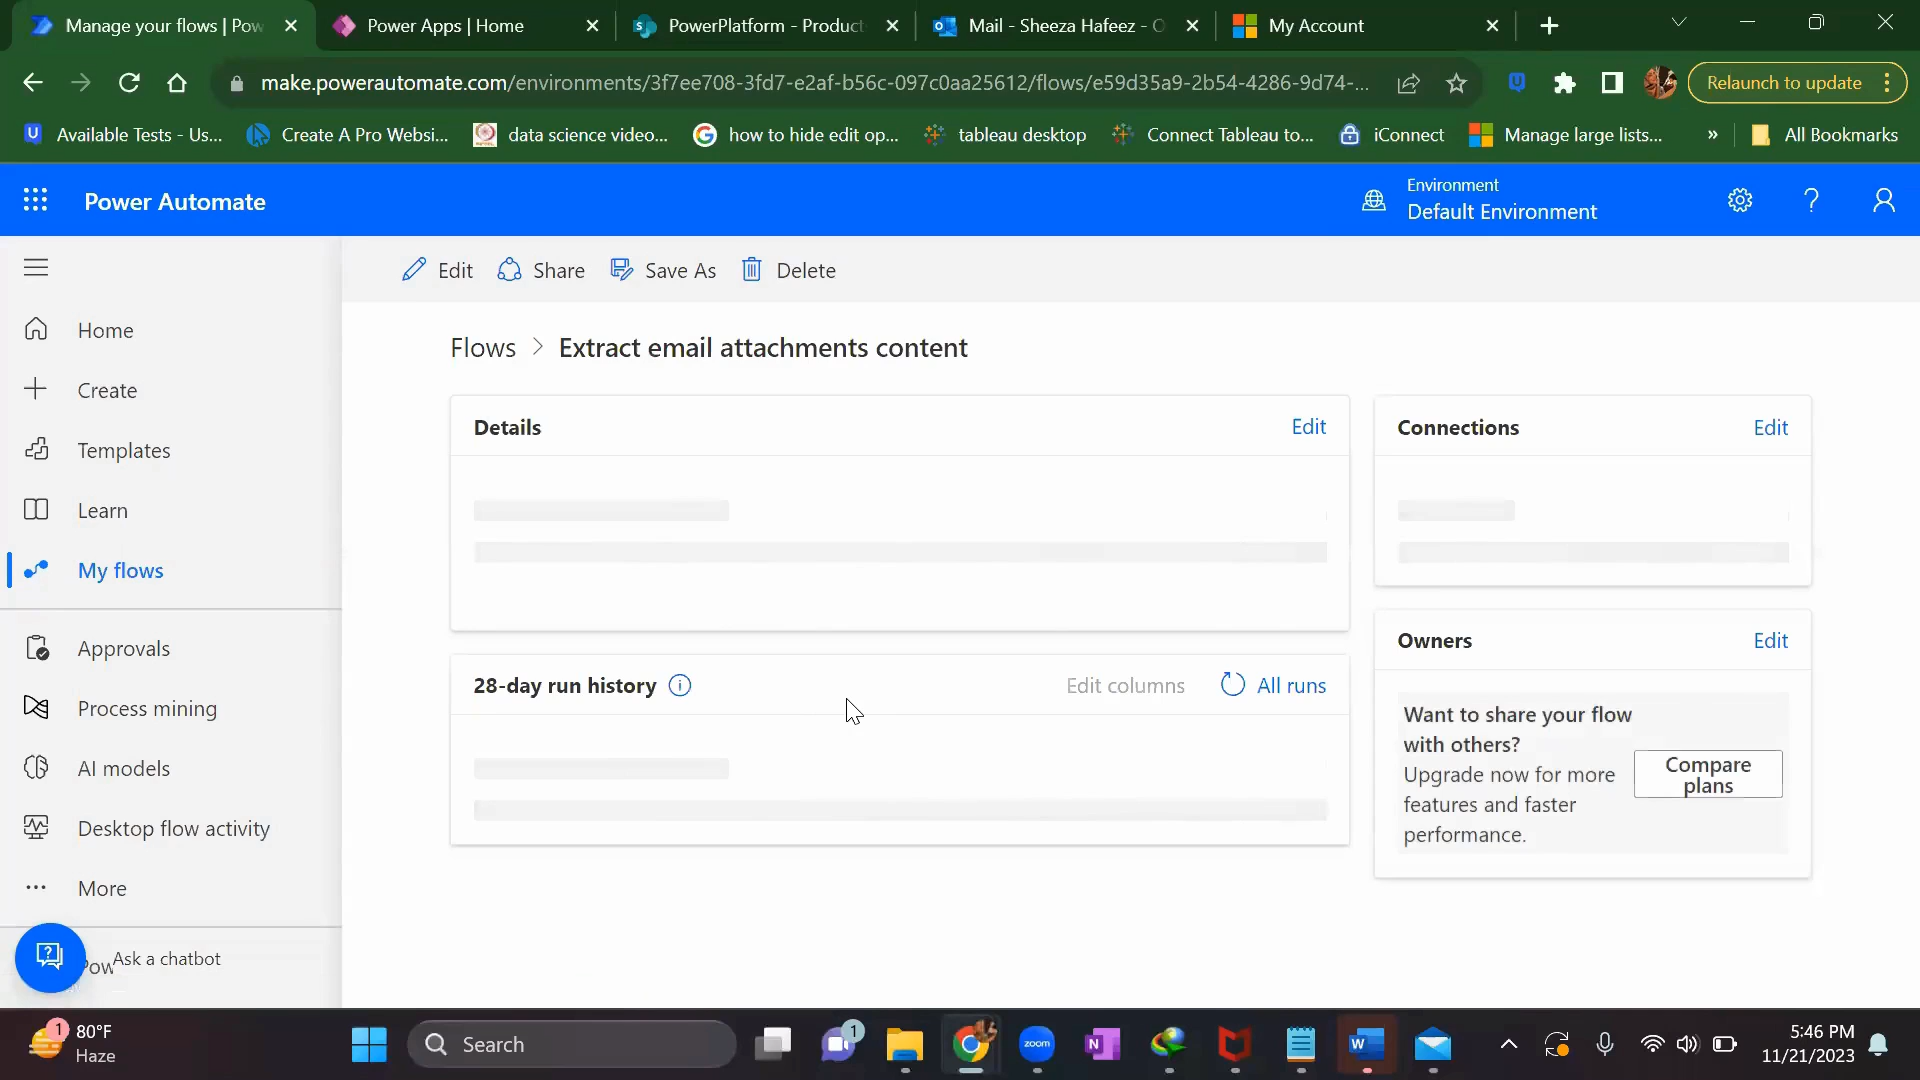 Manage your flows | Pow
Power Apps | Home
PowerPlatform - Product
Mail - Sheeza Hafeez - O
My Account
make.powerautomate.com/environments/3f7ee708-3fd7-e2af-b56c-097c0aa25612/flows/e59d35a9-2b54-4286-9d74-...
Relaunch to update
Available Tests - Us...
Create A Pro Websi...
data science video...
how to hide edit op...
tableau desktop
Connect Tableau to...
iConnect
Manage large lists...
»
All Bookmarks
Power Automate
Environment
Default Environment
Edit
Share
Save As
Delete
Home
Create
Templates
Learn
My flows
Approvals
Process mining
AI models
Desktop flow activity
More
Pow
Ask a chatbot
Flows > Extract email attachments content
Details
Edit
Connections
Edit
28-day run history
Edit columns
All runs
Owners
Edit
Want to share your flow
with others?
Upgrade now for more
features and faster
performance.
Compare
plans
1
80°F
Haze
Search
1
zoom
N
W
5:46 PM
11/21/2023